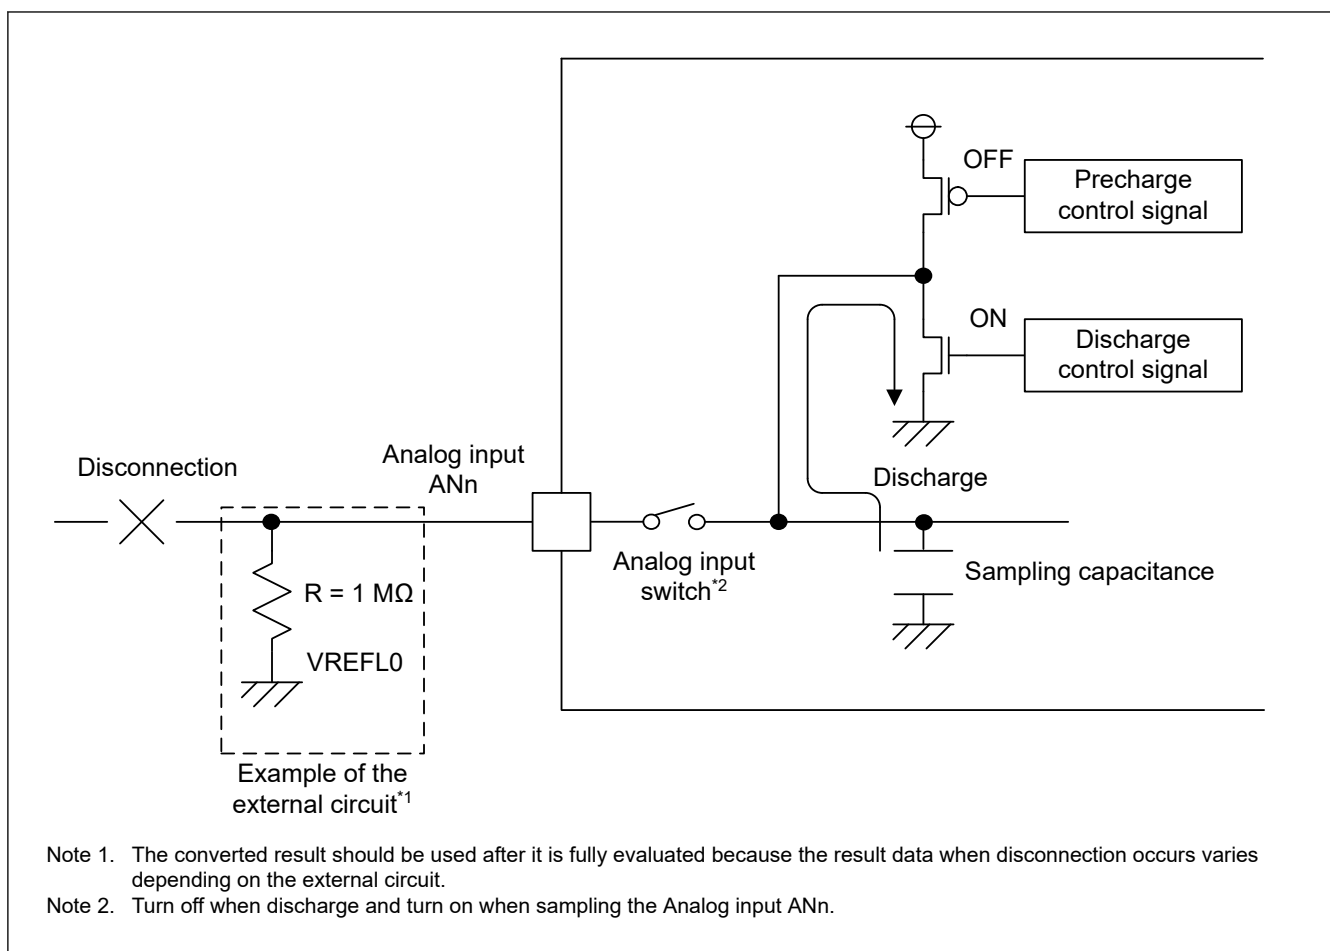 OFF
Precharge
control signal
ON
Discharge
control signal
Disconnection
Analog input
ANn
Discharge
Analog input
switch*2
Sampling capacitance
R = 1 MΩ
VREFL0
Example of the
external circuit*1
Note 1. The converted result should be used after it is fully evaluated because the result data when disconnection occurs varies
depending on the external circuit.
Note 2. Turn off when discharge and turn on when sampling the Analog input ANn.